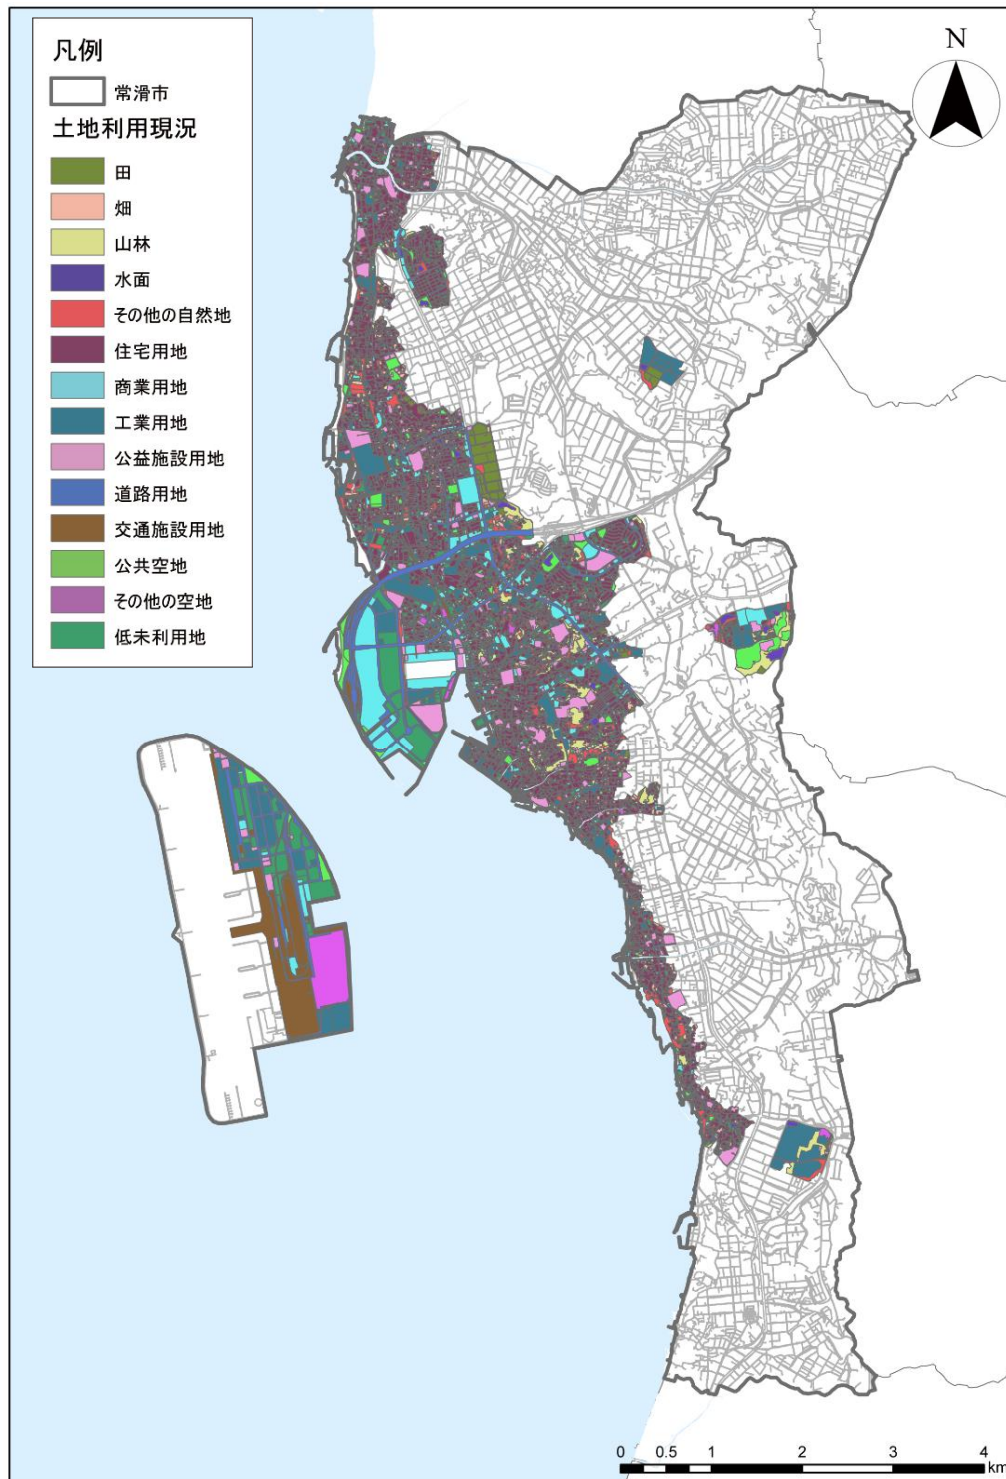 凡例
常滑市
土地利用現況
田
畑
山林
水面
その他の自然地
住宅用地
商業用地
工業用地
公益施設用地
道路用地
交通施設用地
公共空地
その他の空地
低未利用地
N
0 0.5 1 2 3 4
km